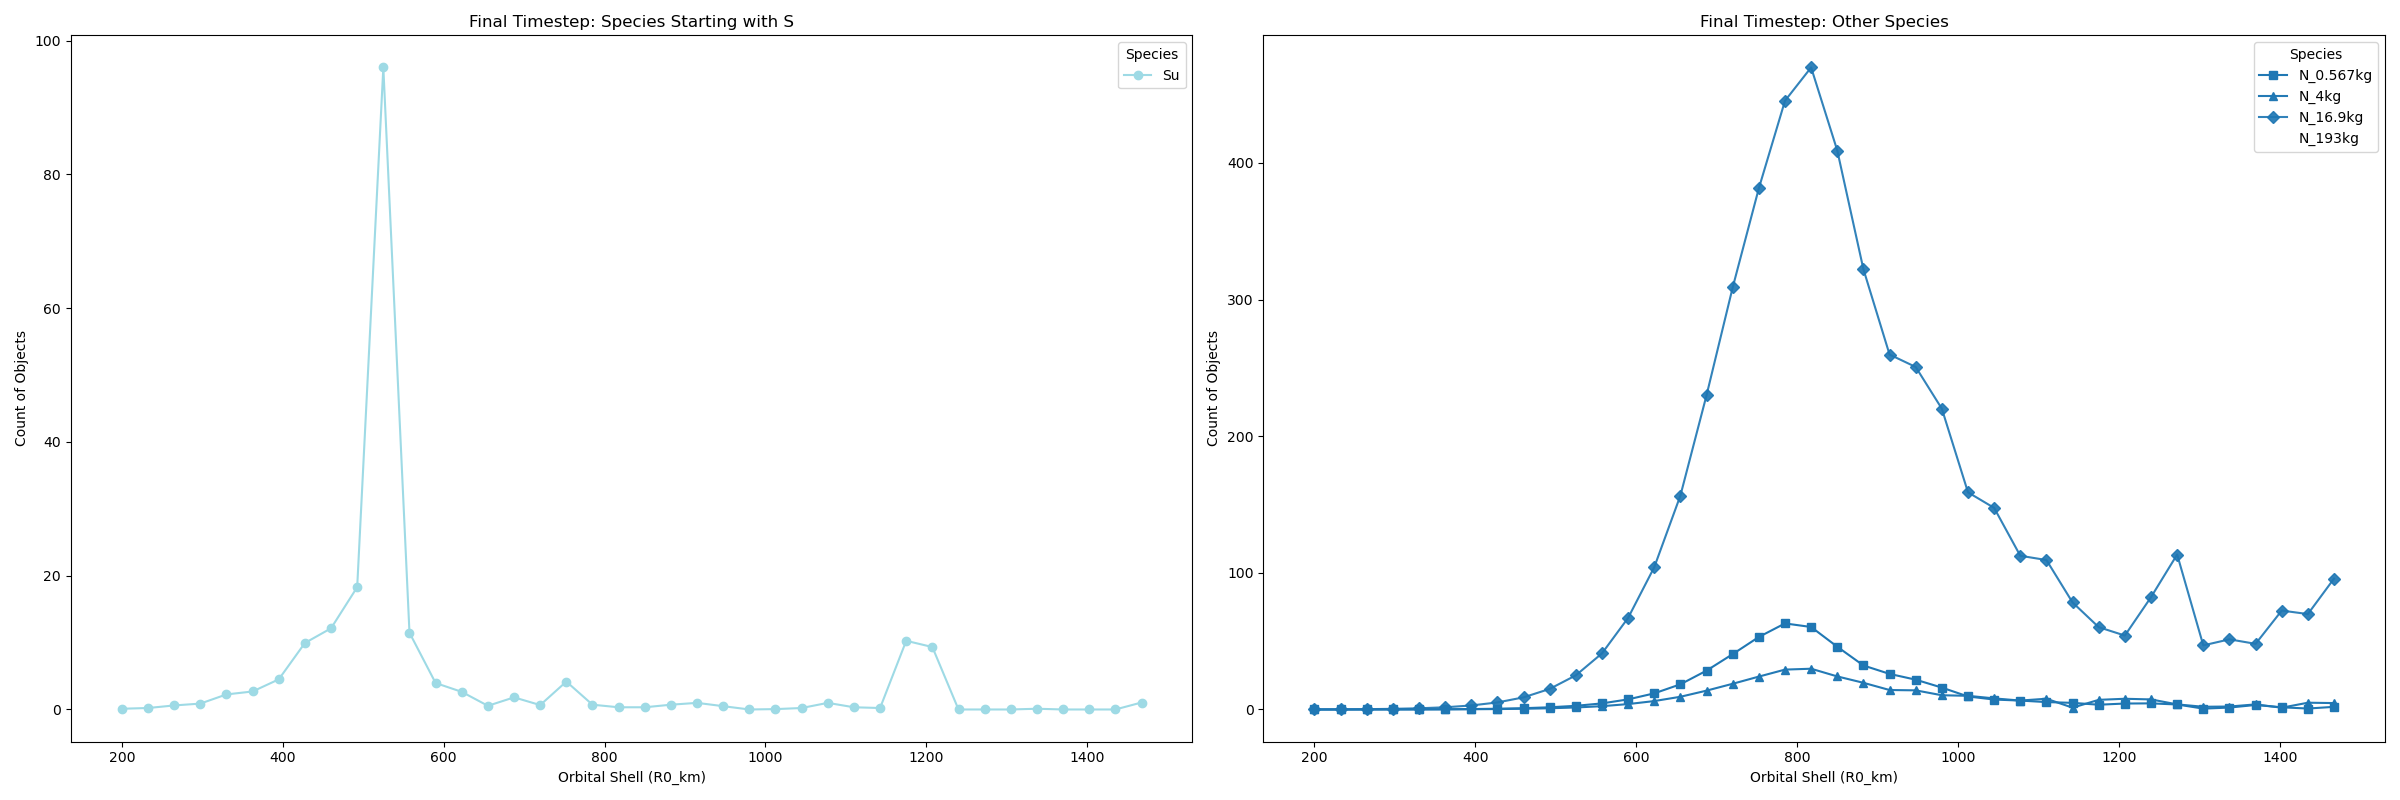 Final Timestep: Species Starting with S
Count of Objects
100
80
60
40
20
0
200
400
600
800
1000
1200
1400
Orbital Shell (R0_km)
Species
Su
Final Timestep: Other Species
Count of Objects
400
300
200
100
0
200
400
600
800
1000
1200
1400
Orbital Shell (R0_km)
Species
N_0.567kg
N_4kg
N_16.9kg
N_193kg